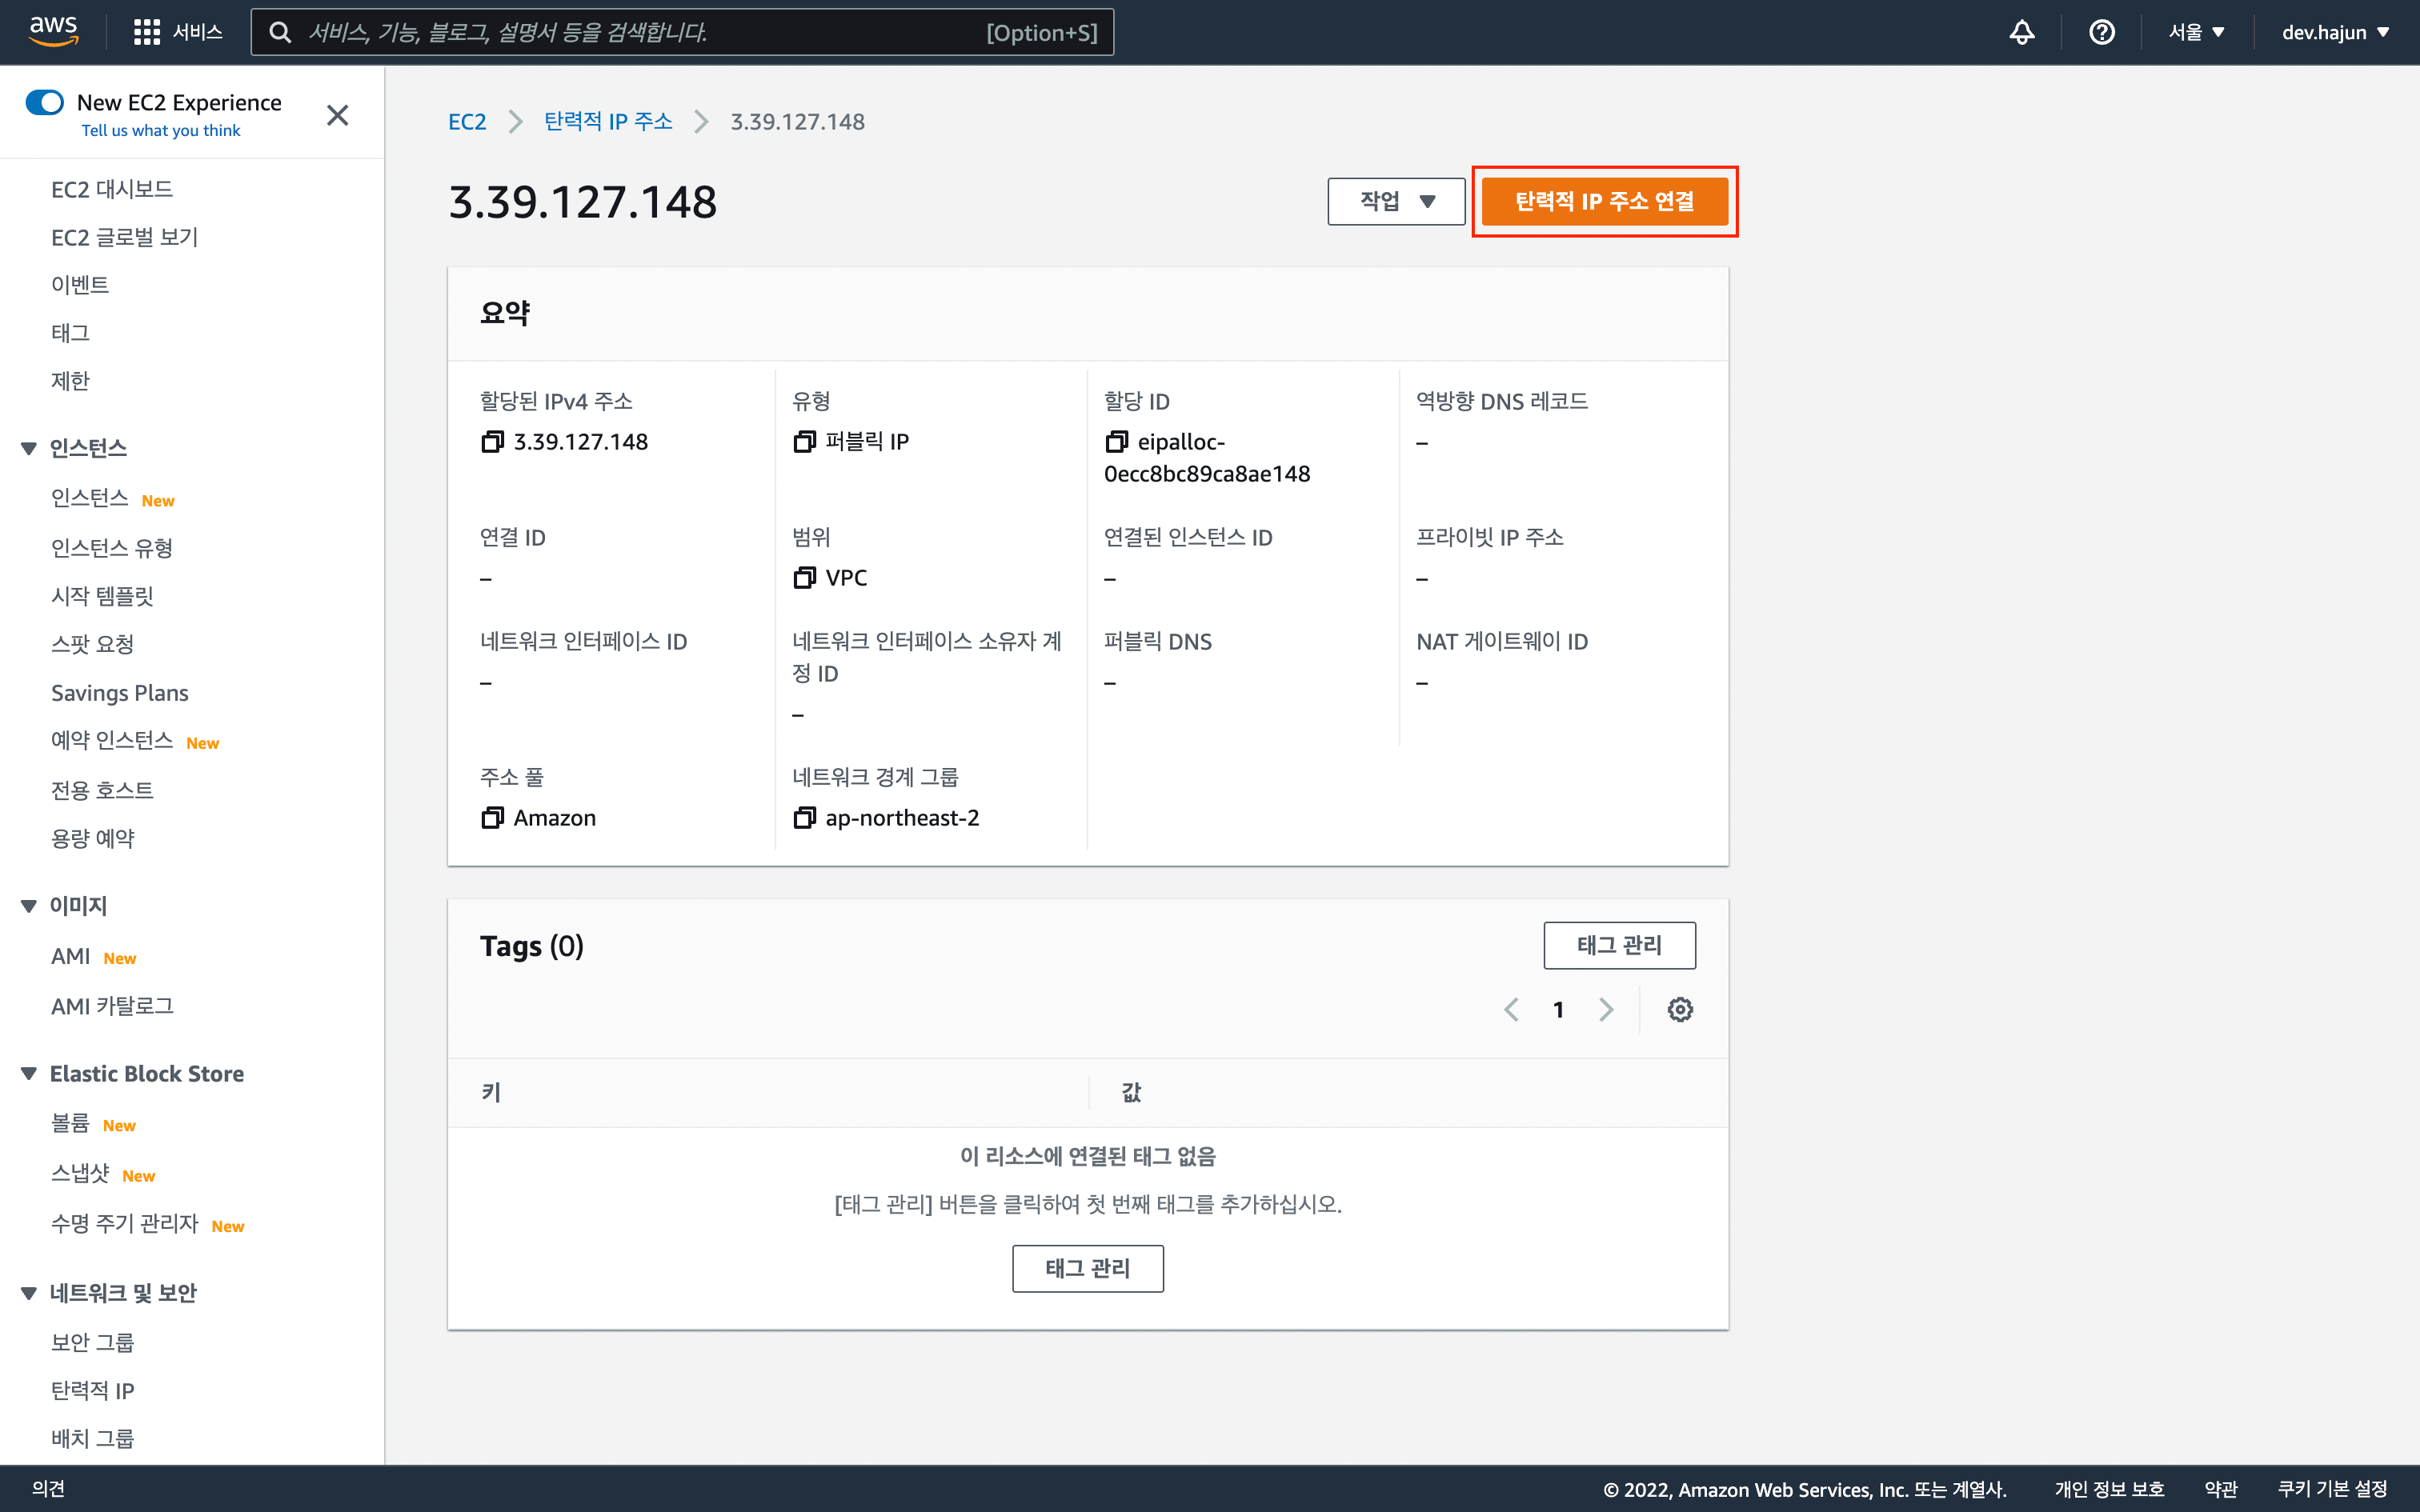 aws
서비스
서비스, 기능, 블로그, 설명서 등을 검색합니다.
[Option+S]
서울
dev.hajun
New EC2 Experience
Tell us what you think
EC2 대시보드
EC2 글로벌 보기
이벤트
태그
제한
인스턴스
인스턴스 New
인스턴스 유형
시작 템플릿
스팟 요청
Savings Plans
예약 인스턴스 New
전용 호스트
용량 예약
이미지
AMI New
AMI 카탈로그
Elastic Block Store
볼륨 New
스냅샷 New
수명 주기 관리자 New
네트워크 및 보안
보안 그룹
탄력적 IP
배치 그룹
EC2
탄력적 IP 주소
3.39.127.148
3.39.127.148
작업
탄력적 IP 주소 연결
요약
할당된 IPv4 주소
3.39.127.148
유형
퍼블릭 IP
할당 ID
eipalloc-
0ecc8bc89ca8ae148
역방향 DNS 레코드
–
연결 ID
–
범위
VPC
연결된 인스턴스 ID
–
프라이빗 IP 주소
–
네트워크 인터페이스 ID
–
네트워크 인터페이스 소유자 계
정 ID
–
퍼블릭 DNS
–
NAT 게이트웨이 ID
–
주소 풀
Amazon
네트워크 경계 그룹
ap-northeast-2
Tags (0)
태그 관리
1
키
값
이 리소스에 연결된 태그 없음
[태그 관리] 버튼을 클릭하여 첫 번째 태그를 추가하십시오.
태그 관리
의견
© 2022, Amazon Web Services, Inc. 또는 계열사.
개인 정보 보호
약관
쿠키 기본 설정